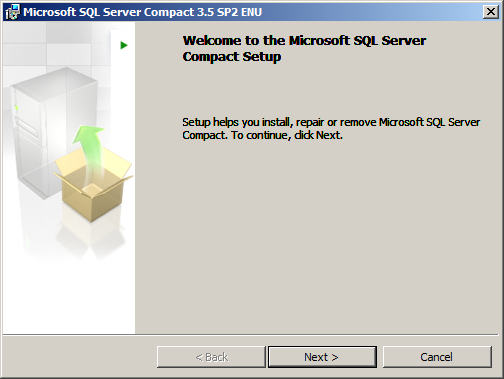 Microsoft SQL Server Compact 3.5 SP2 ENU
Welcome to the Microsoft SQL Server
Compact Setup
Setup helps you install, repair or remove Microsoft SQL Server
Compact. To continue, click Next.
< Back
Next >
Cancel